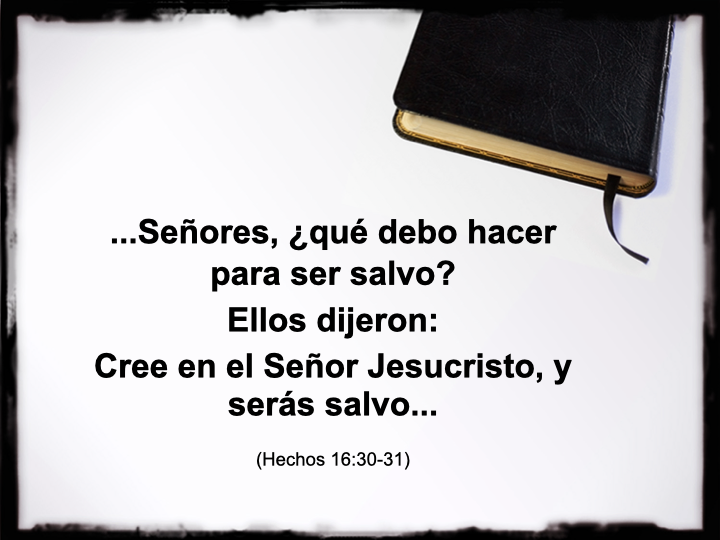 ...Señores, ¿qué debo hacer
para ser salvo?
Ellos dijeron:
Cree en el Señor Jesucristo, y
serás salvo...
(Hechos 16:30-31)